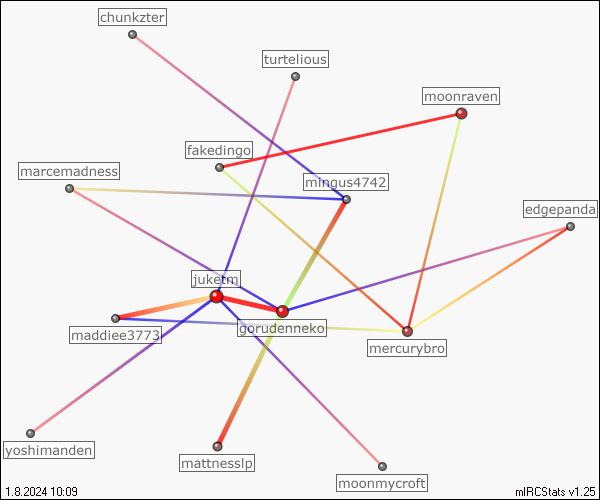 chunkzter
turtelious
moonraven
fakedingo
marcemadness
mingus4742
edgepanda
juketn
gorudenneko
maddiee3773
mercurybro
yoshimanden
mattnesslp
moonmycroft
1.8.2024 10:09
mIRCStats v1.25